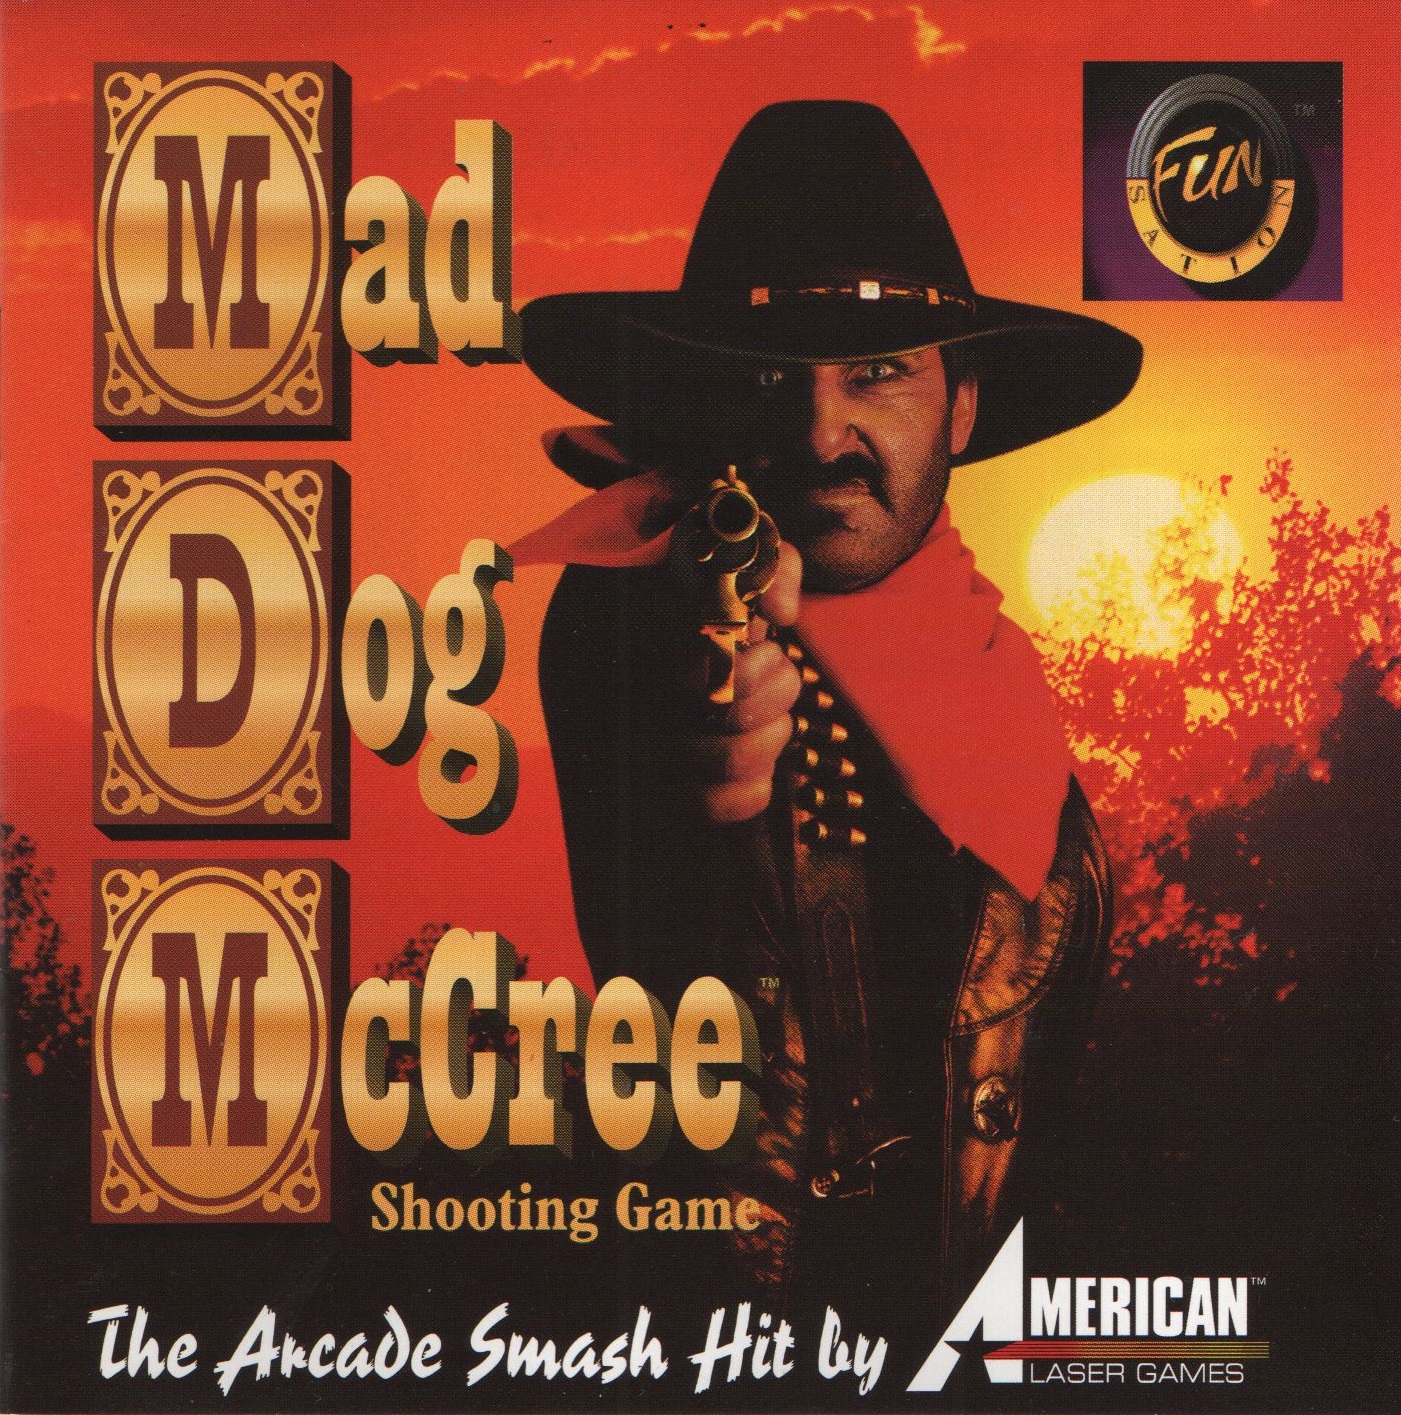 Mad
FUN
SATION
TM
Dog
McCree™
Shooting Game
The Arcade Smash Hit by
AMERICAN™
LASER GAMES